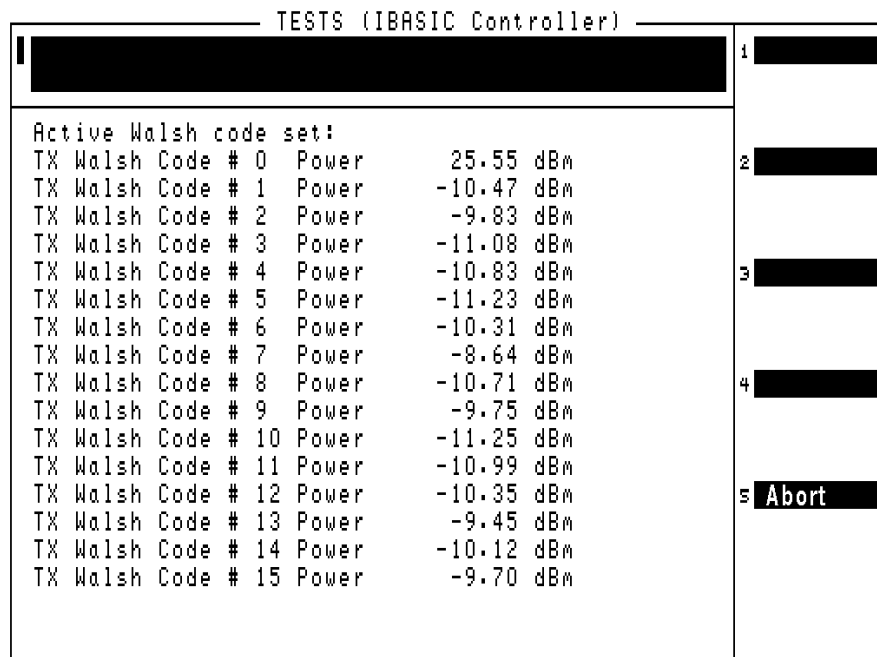 TESTS (IBASIC Controller)
1
Active Walsh code set:
TX Walsh Code # 0 Power 25.55 dBm
2
TX Walsh Code # 1 Power -10.47 dBm
TX Walsh Code # 2 Power -9.83 dBm
TX Walsh Code # 3 Power -11.08 dBm
TX Walsh Code # 4 Power -10.83 dBm
3
TX Walsh Code # 5 Power -11.23 dBm
TX Walsh Code # 6 Power -10.31 dBm
TX Walsh Code # 7 Power -8.64 dBm
TX Walsh Code # 8 Power -10.71 dBm
4
TX Walsh Code # 9 Power -9.75 dBm
TX Walsh Code # 10 Power -11.25 dBm
TX Walsh Code # 11 Power -10.99 dBm
TX Walsh Code # 12 Power -10.35 dBm
5 Abort
TX Walsh Code # 13 Power -9.45 dBm
TX Walsh Code # 14 Power -10.12 dBm
TX Walsh Code # 15 Power -9.70 dBm